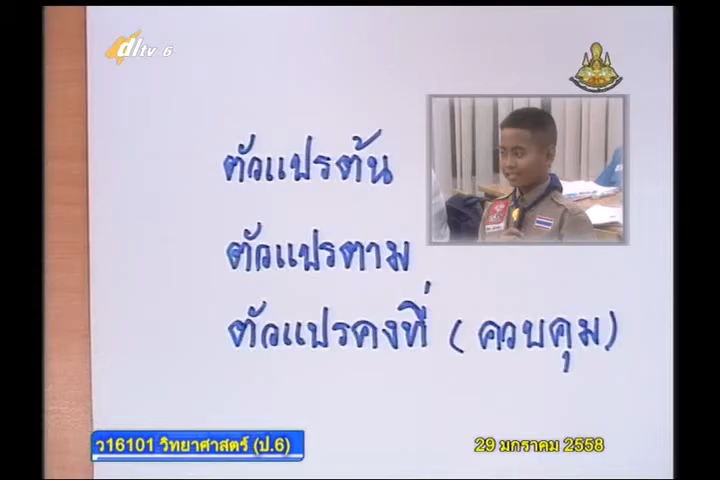 dltv 6
ตัวแปรต้น
ตัวแปรตาม
ตัวแปรคงที่ (ควบคุม)
ว16101 วิทยาศาสตร์ (ป.6)
29 มกราคม 2558